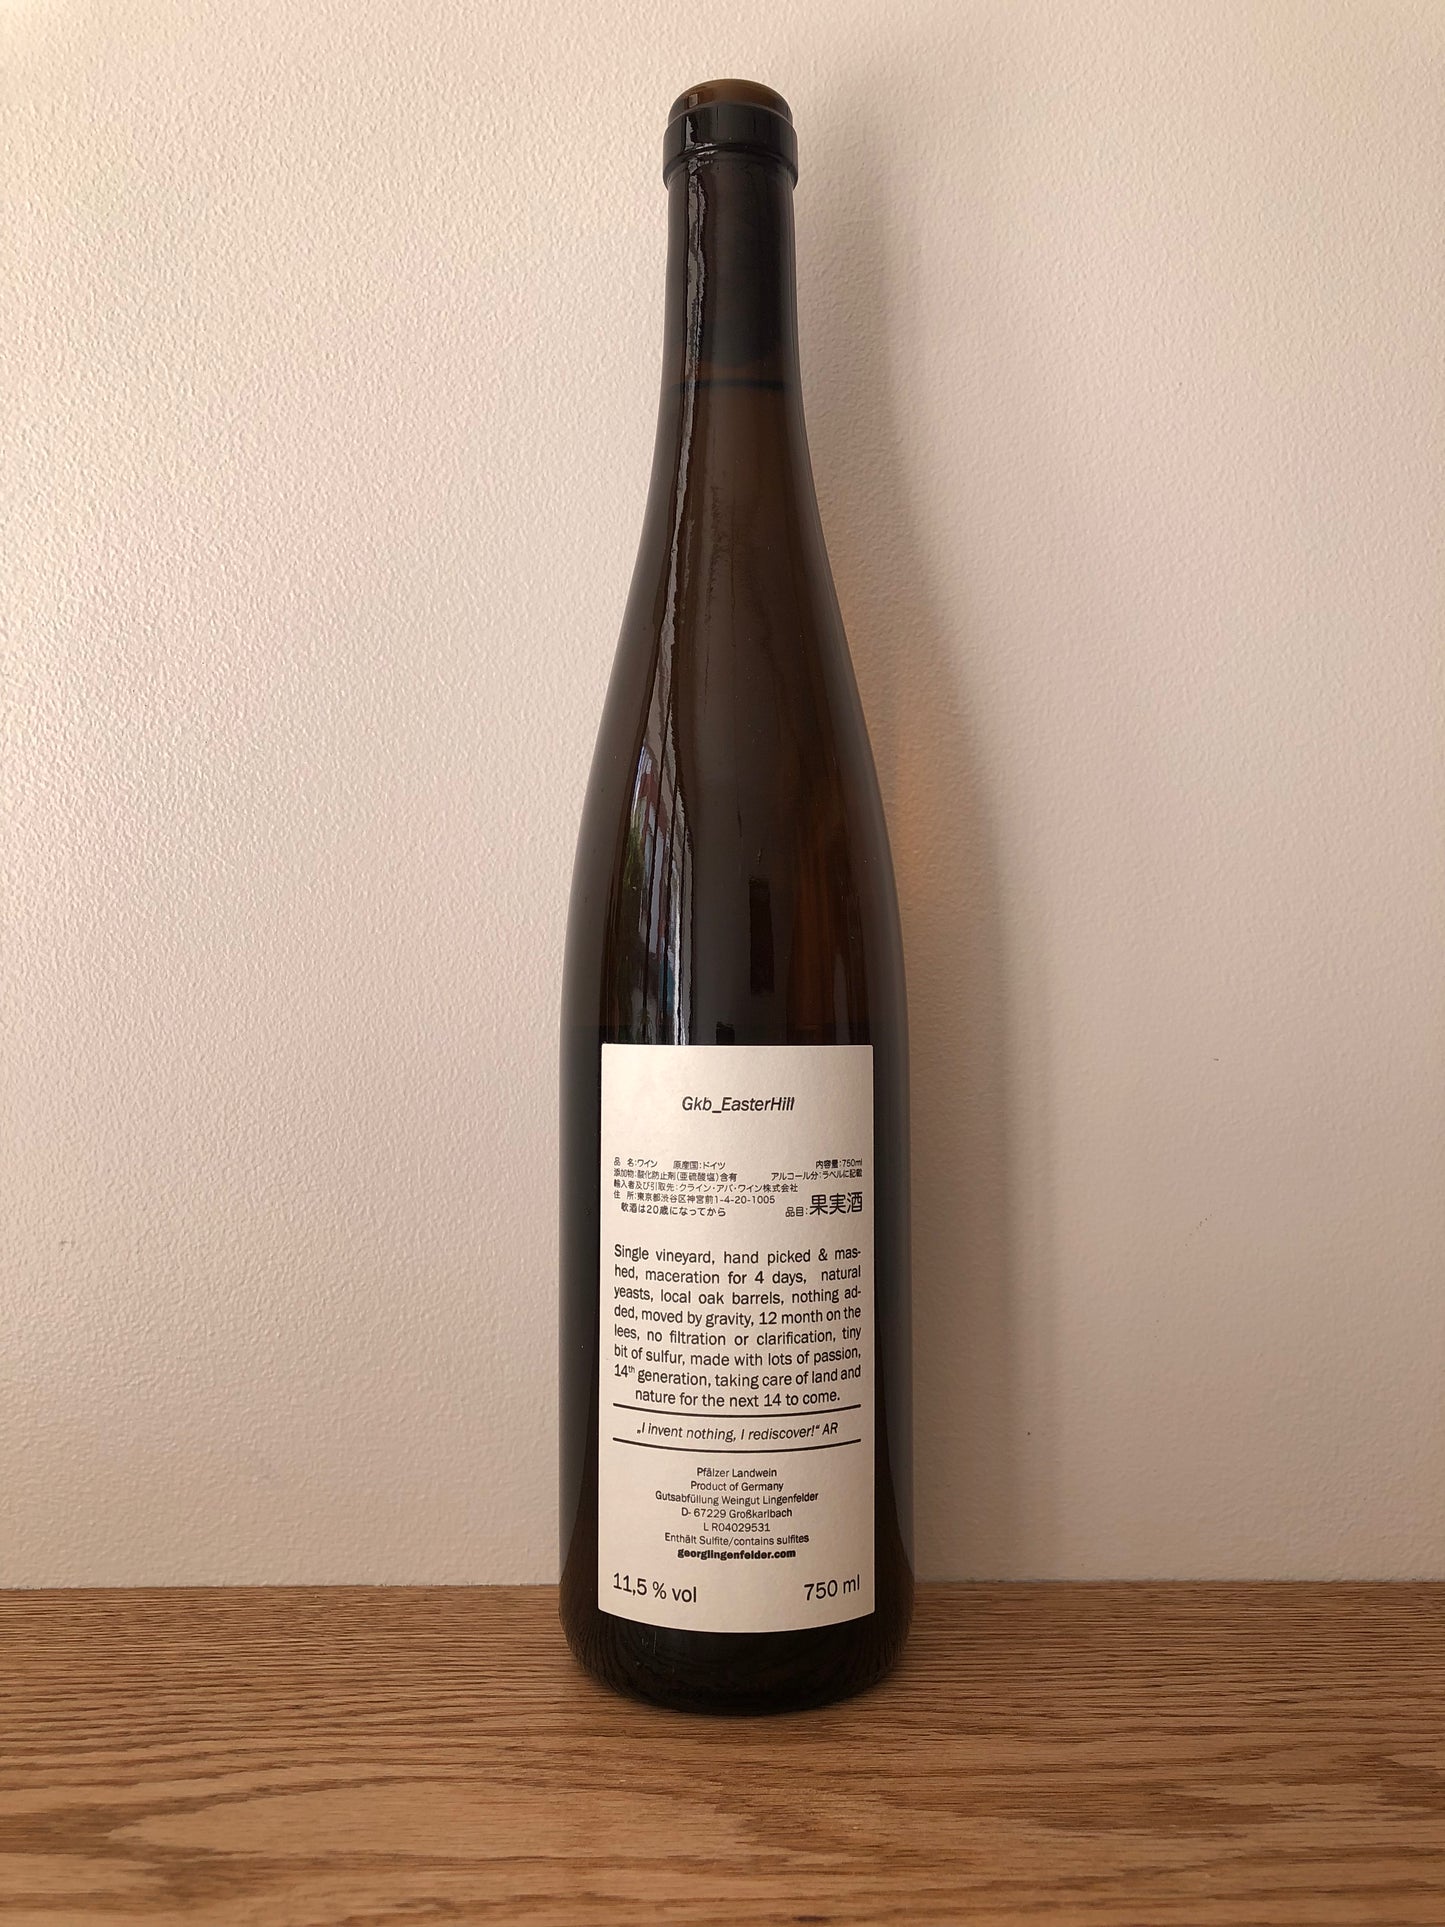 Gkb_EasterHill
品 名:ワイン 原産国:ドイツ 内容量:750ml
添加物:酸化防止剤(亜硫酸塩)含有 アルコール分:ラベルに記載
輸入者及び引取先:クライン・アバ・ワイン株式会社
住 所:東京都渋谷区神宮前1-4-20-1005
飲酒は20歳になってから 品目:果実酒
Single vineyard, hand picked & mas-
hed, maceration for 4 days, natural
yeasts, local oak barrels, nothing ad-
ded, moved by gravity, 12 month on the
lees, no filtration or clarification, tiny
bit of sulfur, made with lots of passion,
14th generation, taking care of land and
nature for the next 14 to come.
„I invent nothing, I rediscover!“ AR
Pfälzer Landwein
Product of Germany
Gutsabfüllung Weingut Lingenfelder
D- 67229 Großkarlbach
L R04029531
Enthält Sulfite/contains sulfites
georglingenfelder.com
11,5 % vol 750 ml